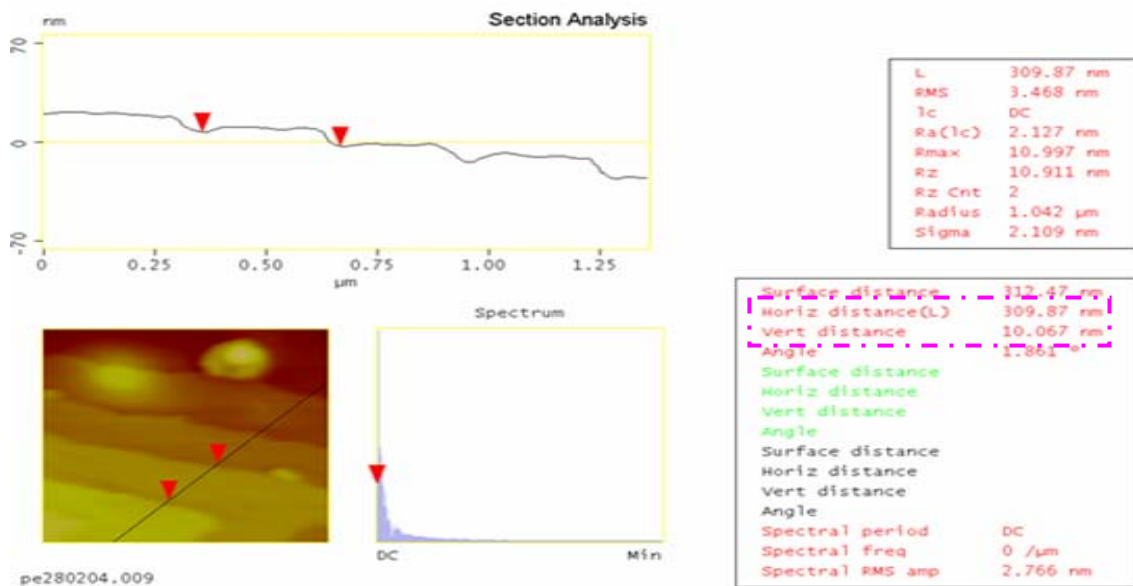 Section Analysis
nm
70
0
-70
0 0.25 0.50 0.75 1.00 1.25
µm
L 309.87 nm
RMS 3.468 nm
lc DC
Ra(lc) 2.127 nm
Rmax 10.997 nm
Rz 10.911 nm
Rz Cnt 2
Radius 1.042 µm
Sigma 2.109 nm
Spectrum
DC Min
Surface distance 312.47 nm
Horiz distance(L) 309.87 nm
Vert distance 10.067 nm
Angle 1.861 °
Surface distance
Horiz distance
Vert distance
Angle
Surface distance
Horiz distance
Vert distance
Angle
Spectral period DC
Spectral freq 0 /µm
Spectral RMS amp 2.766 nm
pe280204.009